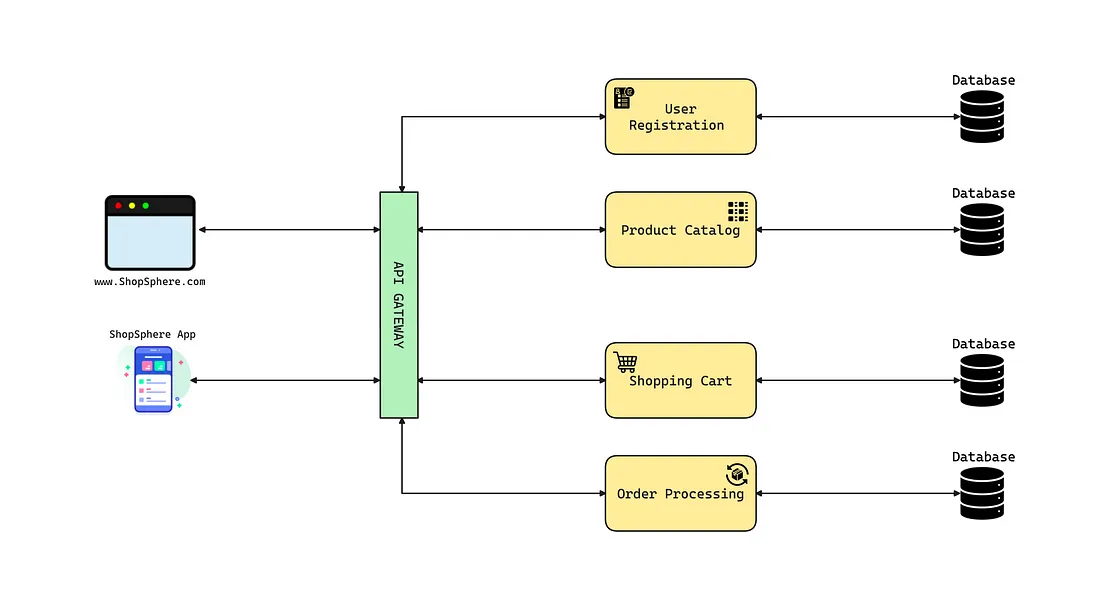 Database
User
Registration
Database
Product Catalog
www.ShopSphere.com
API GATEWAY
ShopSphere App
Database
Shopping Cart
Database
Order Processing